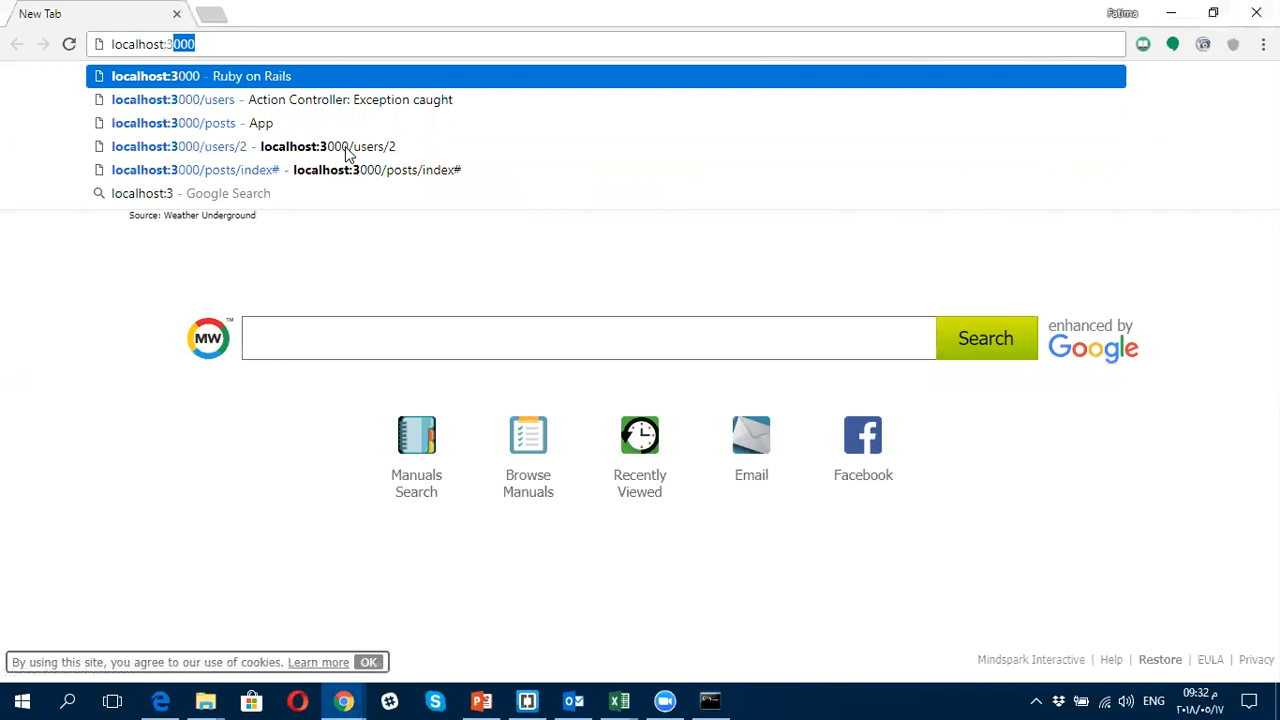 New Tab
Fatima
localhost:3000
localhost:3000 - Ruby on Rails
localhost:3000/users - Action Controller: Exception caught
localhost:3000/posts - App
localhost:3000/users/2 - localhost:3000/users/2
localhost:3000/posts/index# - localhost:3000/posts/index#
localhost:3 - Google Search
Source: Weather Underground
MW™
Search
enhanced by
Google
Manuals Search
Browse Manuals
Recently Viewed
Email
Facebook
By using this site, you agree to our use of cookies. Learn more OK
Mindspark Interactive | Help | Restore | EULA | Privacy
ENG
09:32 م
٢٠١٨/٠٥/١٧